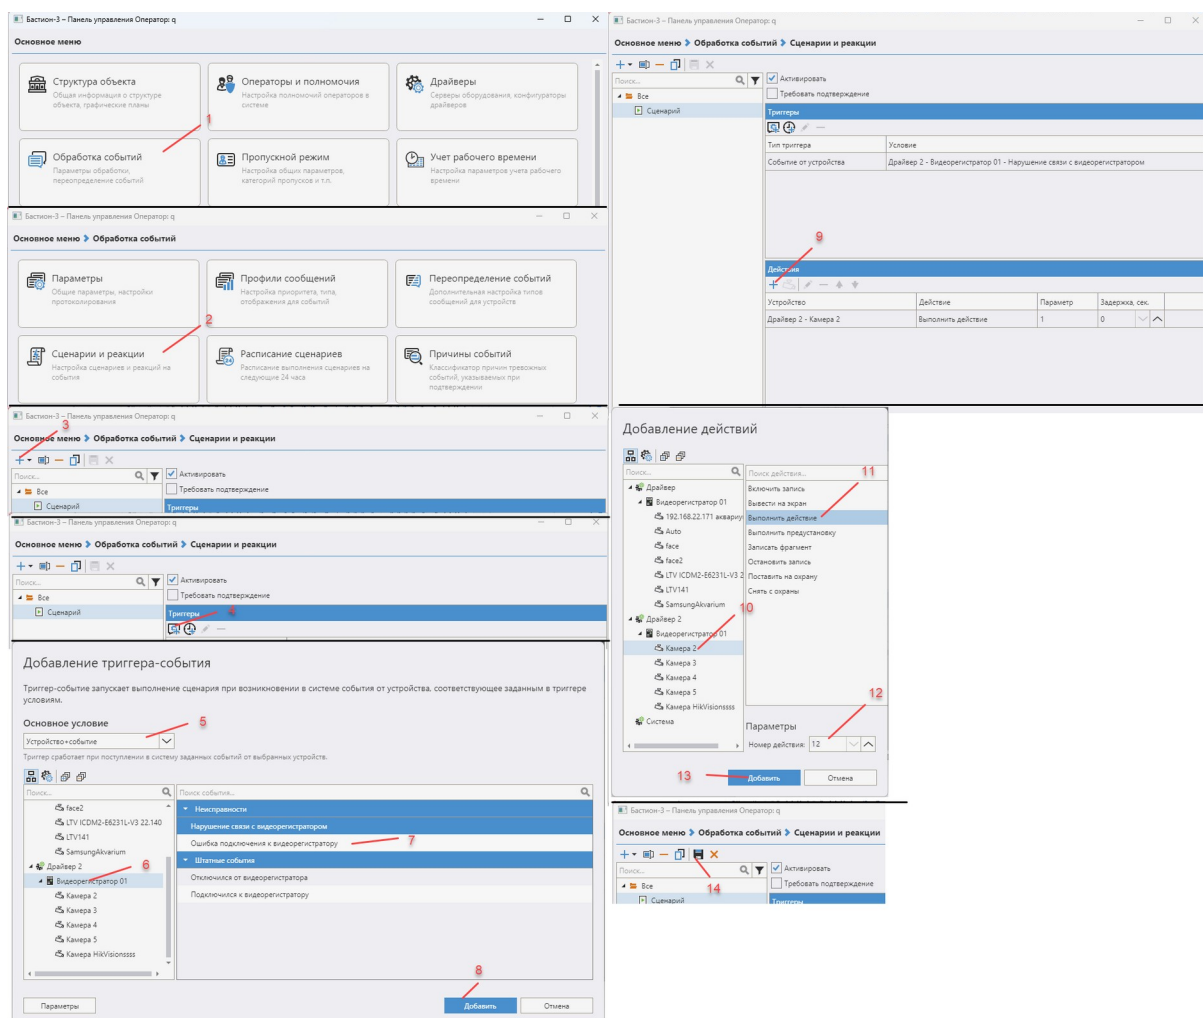 Бастион-3 – Панель управления Оператор: q
Основное меню
Структура объекта
Общая информация о структуре
объекта, графические планы
Операторы и полномочия
Настройка полномочий операторов в
системе
Драйверы
Серверы оборудования, конфигураторы
драйверов
1
Обработка событий
Параметры обработки,
переопределение событий
Пропускной режим
Настройка общих параметров,
категорий пропусков и т.п.
Учет рабочего времени
Настройка параметров учета рабочего
времени
Бастион-3 – Панель управления Оператор: q
Основное меню > Обработка событий
Параметры
Общие параметры, настройки
протоколирования
Профили сообщений
Настройка приоритета, типа,
отображения для событий
Переопределение событий
Дополнительная настройка типов
сообщений для устройств
2
Сценарии и реакции
Настройка сценариев и реакций на
события
Расписание сценариев
Расписание выполнения сценариев на
следующие 24 часа
Причины событий
Классификатор причин тревожных
событий, указываемых при
подтверждении
Бастион-3 – Панель управления Оператор: q
3
Основное меню > Обработка событий > Сценарии и реакции
Поиск...
Активировать
Требовать подтверждение
Все
Сценарий
Триггеры
Бастион-3 – Панель управления Оператор: q
Основное меню > Обработка событий > Сценарии и реакции
Поиск...
Активировать
Требовать подтверждение
Все
Сценарий
Триггеры
4
Добавление триггера-события
Триггер-событие запускает выполнение сценария при возникновении в системе события от устройства, соответствующее заданным в триггере
условиям.
Основное условие
5
Устройство+событие
Триггер сработает при поступлении в систему заданных событий от выбранных устройств.
Поиск...
Поиск события...
face2
LTV ICDM2-E6231L-V3 22.140
LTV141
SamsungAkvarium
Драйвер 2
6
Видеорегистратор 01
Камера 2
Камера 3
Камера 4
Камера 5
Камера HikVisionssss
Неисправности
Нарушение связи с видеорегистратором
Ошибка подключения к видеорегистратору
7
Штатные события
Отключился от видеорегистратора
Подключился к видеорегистратору
8
Параметры
Добавить
Отмена
Бастион-3 – Панель управления Оператор: q
Основное меню > Обработка событий > Сценарии и реакции
Поиск...
Активировать
Требовать подтверждение
Все
Сценарий
Триггеры
Тип триггера Условие
Событие от устройства Драйвер 2 - Видеорегистратор 01 - Нарушение связи с видеорегистратором
9
Действия
Устройство Действие Параметр Задержка, сек.
Драйвер 2 - Камера 2 Выполнить действие 1 0
Добавление действий
Поиск...
Поиск действия...
11
Драйвер
Видеорегистратор 01
192.168.22.171 аквариу
Auto
face
face2
LTV ICDM2-E6231L-V3 2
LTV141
SamsungAkvarium
10
Драйвер 2
Видеорегистратор 01
Камера 2
Камера 3
Камера 4
Камера 5
Камера HikVisionssss
Система
Включить запись
Вывести на экран
Выполнить действие
Выполнить предустановку
Записать фрагмент
Остановить запись
Поставить на охрану
Снять с охраны
12
Параметры
Номер действия: 12
13
Добавить
Отмена
Бастион-3 – Панель управления Оператор: q
Основное меню > Обработка событий > Сценарии и реакции
Поиск...
14
Активировать
Требовать подтверждение
Все
Сценарий
Триггеры